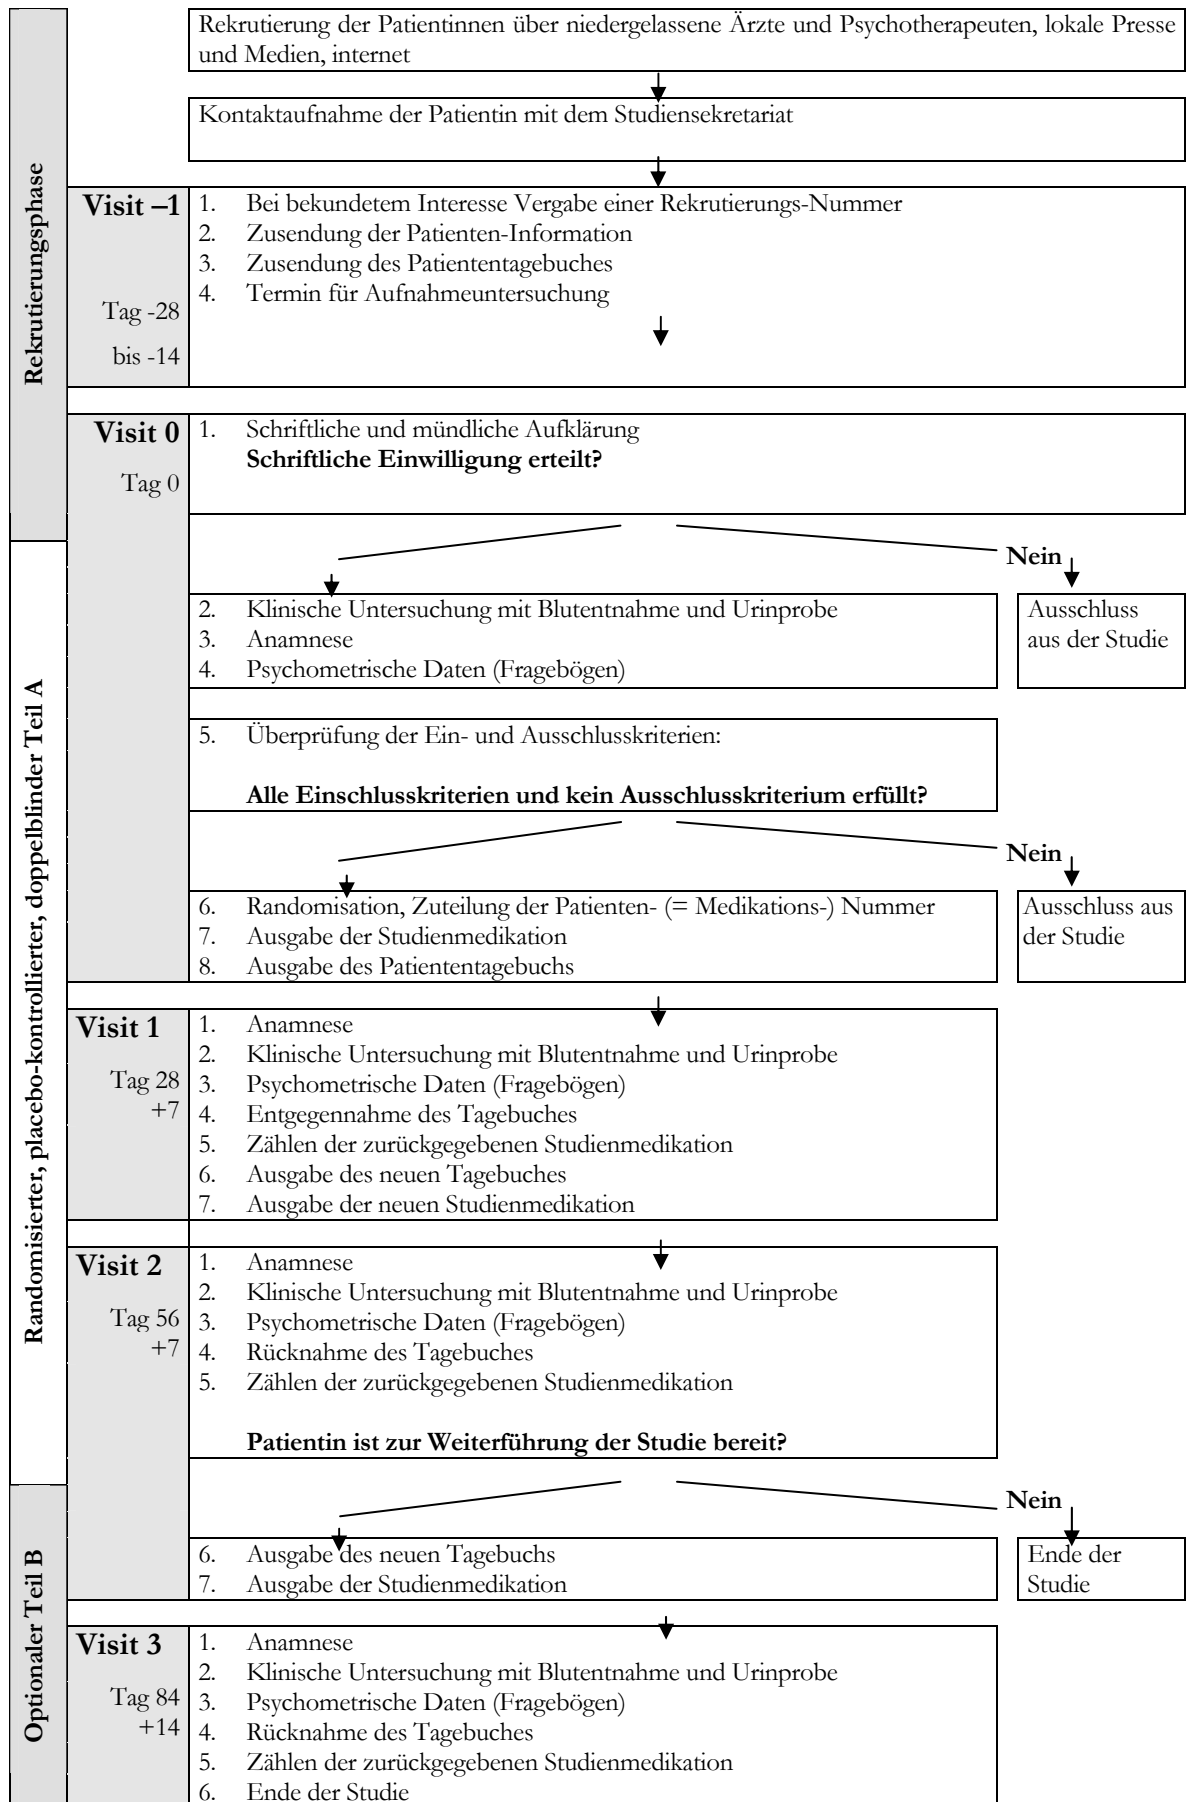 Rekrutierung der Patientinnen über niedergelassene Ärzte und Psychotherapeuten, lokale Presse
und Medien, internet
Kontaktaufnahme der Patientin mit dem Studiensekretariat
Rekrutierungsphase
Visit –1
Tag -28
bis -14
1. Bei bekundetem Interesse Vergabe einer Rekrutierungs-Nummer
2. Zusendung der Patienten-Information
3. Zusendung des Patiententagebuches
4. Termin für Aufnahmeuntersuchung
Visit 0
Tag 0
1. Schriftliche und mündliche Aufklärung
Schriftliche Einwilligung erteilt?
Nein
Randomisierter, placebo-kontrollierter, doppelblinder Teil A
2. Klinische Untersuchung mit Blutentnahme und Urinprobe
3. Anamnese
4. Psychometrische Daten (Fragebögen)
Ausschluss
aus der Studie
5. Überprüfung der Ein- und Ausschlusskriterien:
Alle Einschlusskriterien und kein Ausschlusskriterium erfüllt?
Nein
6. Randomisation, Zuteilung der Patienten- (= Medikations-) Nummer
7. Ausgabe der Studienmedikation
8. Ausgabe des Patiententagebuchs
Ausschluss aus
der Studie
Visit 1
Tag 28
+7
1. Anamnese
2. Klinische Untersuchung mit Blutentnahme und Urinprobe
3. Psychometrische Daten (Fragebögen)
4. Entgegennahme des Tagebuches
5. Zählen der zurückgegebenen Studienmedikation
6. Ausgabe des neuen Tagebuches
7. Ausgabe der neuen Studienmedikation
Visit 2
Tag 56
+7
1. Anamnese
2. Klinische Untersuchung mit Blutentnahme und Urinprobe
3. Psychometrische Daten (Fragebögen)
4. Rücknahme des Tagebuches
5. Zählen der zurückgegebenen Studienmedikation
Patientin ist zur Weiterführung der Studie bereit?
Nein
Optionaler Teil B
6. Ausgabe des neuen Tagebuchs
7. Ausgabe der Studienmedikation
Ende der
Studie
Visit 3
Tag 84
+14
1. Anamnese
2. Klinische Untersuchung mit Blutentnahme und Urinprobe
3. Psychometrische Daten (Fragebögen)
4. Rücknahme des Tagebuches
5. Zählen der zurückgegebenen Studienmedikation
6. Ende der Studie